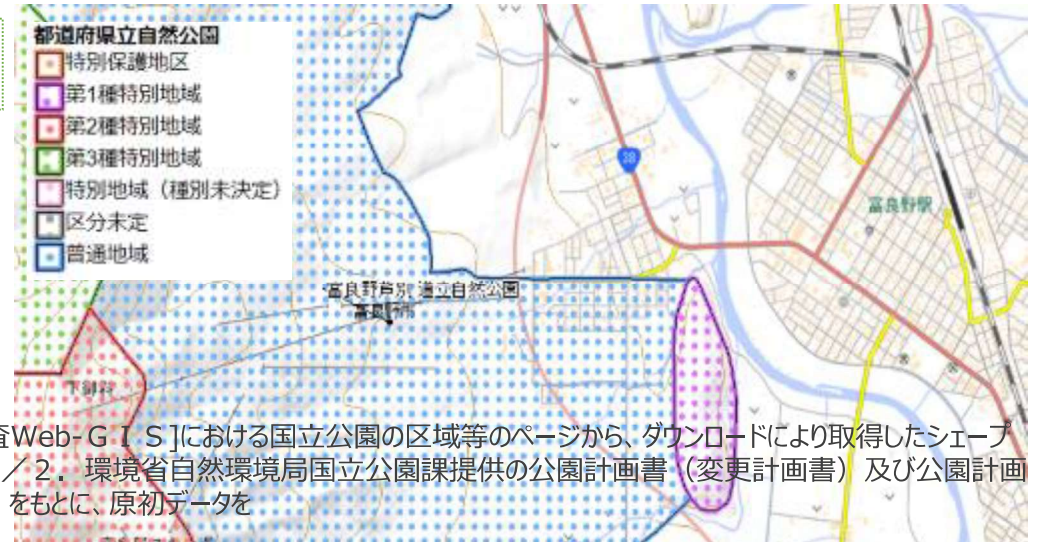 都道府県立自然公園
特別保護地区
第1種特別地域
第2種特別地域
第3種特別地域
特別地域（種別未決定）
区分未定
普通地域
38
富良野駅
富良野芦別 道立自然公園
富良野市
下御料
査Web-GＩＳ]における国立公園の区域等のページから、ダウンロードにより取得したシェープ
／２．環境省自然環境局国立公園課提供の公園計画書（変更計画書）及び公園計画
をもとに、原初データを